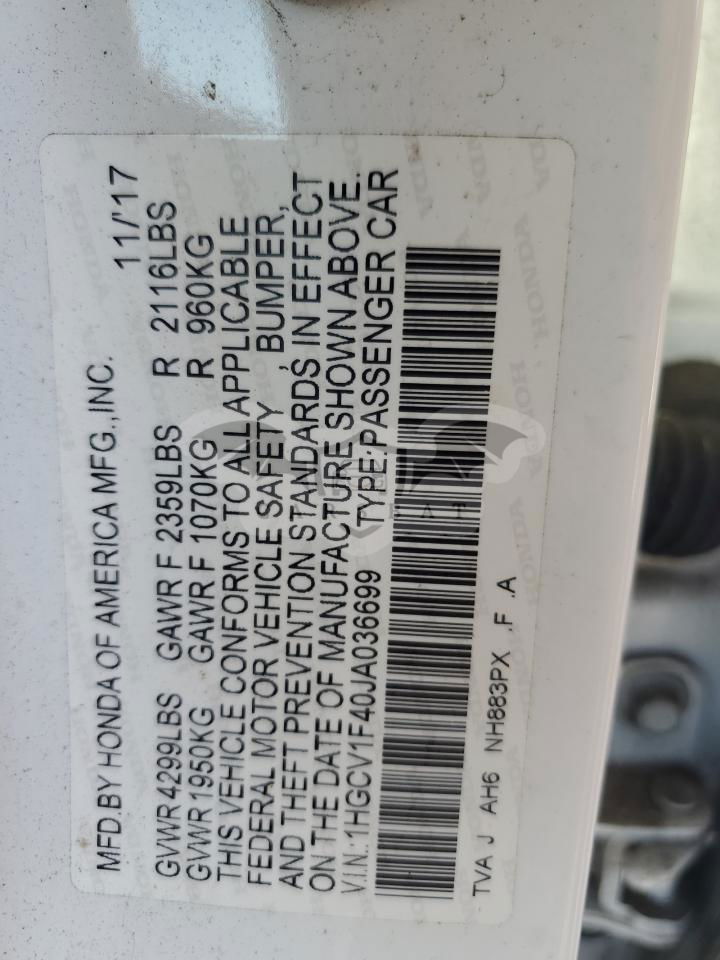 MFD.BY HONDA OF AMERICA MFG.,INC. 11/'17
GVWR 4299LBS GAWR F 2359LBS R 2116LBS
GVWR 1950KG GAWR F 1070KG R 960KG
THIS VEHICLE CONFORMS TO ALL APPLICABLE
FEDERAL MOTOR VEHICLE SAFETY , BUMPER,
AND THEFT PREVENTION STANDARDS IN EFFECT
ON THE DATE OF MANUFACTURE SHOWN ABOVE.
V.I.N.:1HGCV1F40JA036699 TYPE:PASSENGER CAR
TVA J AH6 NH883PX .F .A